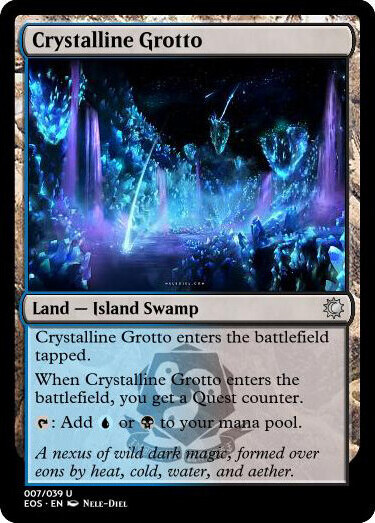 Crystalline Grotto
NELEDIEL.COM
Land — Island Swamp
Crystalline Grotto enters the battlefield
tapped.
When Crystalline Grotto enters the
battlefield, you get a Quest counter.
: Add or to your mana pool.
A nexus of wild dark magic, formed over
eons by heat, cold, water, and aether.
007/039 U
EOS • EN Nele-Diel